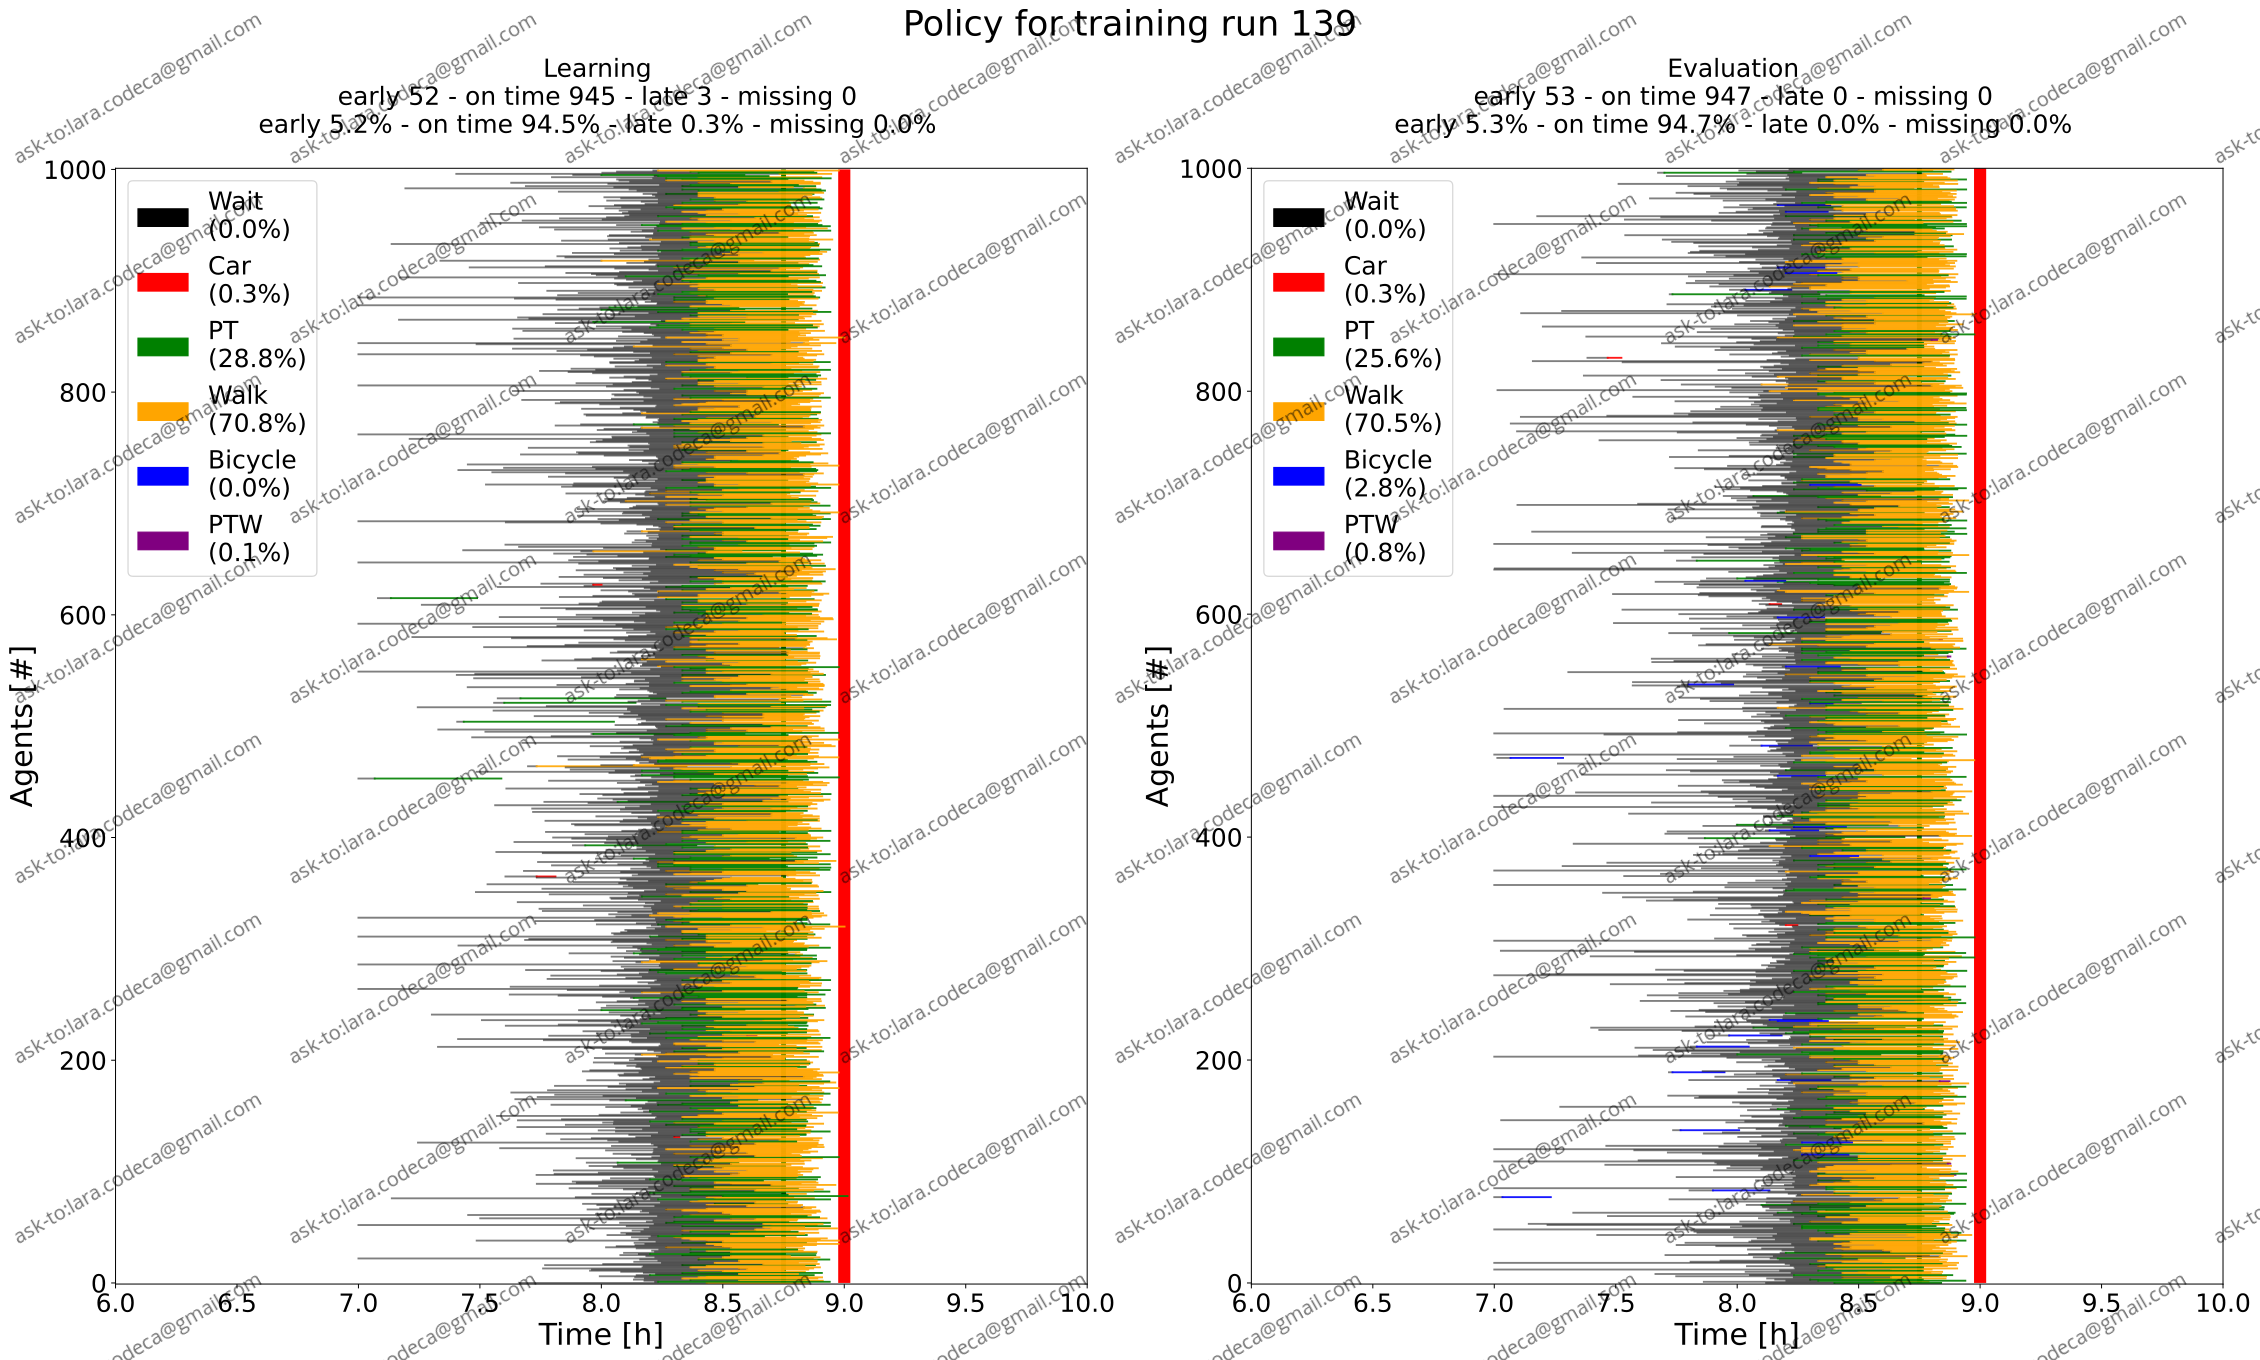 Policy for training run 139
Learning
early 52 - on time 945 - late 3 - missing 0
early 5.2% - on time 94.5% - late 0.3% - missing 0.0%
Agents [#]
1000
800
600
400
200
0
Wait
(0.0%)
Car
(0.3%)
PT
(28.8%)
Walk
(70.8%)
Bicycle
(0.0%)
PTW
(0.1%)
6.0 6.5 7.0 7.5 8.0 8.5 9.0 9.5 10.0
Time [h]
Evaluation
early 53 - on time 947 - late 0 - missing 0
early 5.3% - on time 94.7% - late 0.0% - missing 0.0%
Agents [#]
1000
800
600
400
200
0
Wait
(0.0%)
Car
(0.3%)
PT
(25.6%)
Walk
(70.5%)
Bicycle
(2.8%)
PTW
(0.8%)
6.0 6.5 7.0 7.5 8.0 8.5 9.0 9.5 10.0
Time [h]
ask-to:lara.codeca@gmail.com